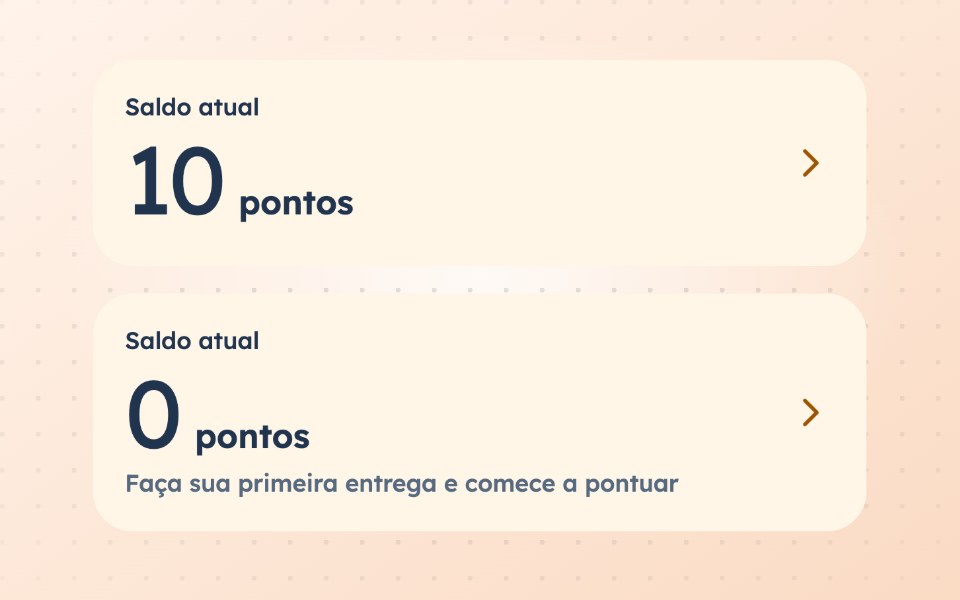 Saldo atual
10 pontos
Saldo atual
0 pontos
Faça sua primeira entrega e comece a pontuar